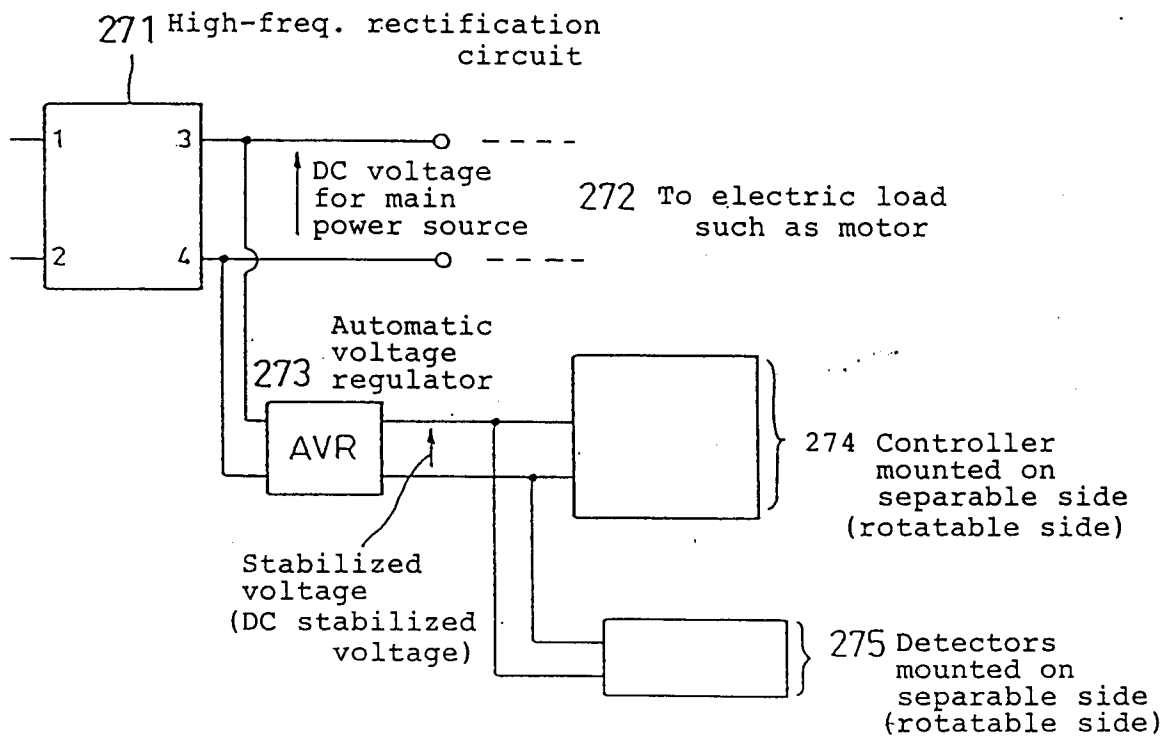 271 High-freq. rectification
circuit
1
3
2
4
DC voltage
for main
power source
272 To electric load
such as motor
Automatic
voltage
273 regulator
AVR
274 Controller
mounted on
separable side
(rotatable side)
Stabilized
voltage
(DC stabilized
voltage)
275 Detectors
mounted on
separable side
(rotatable side)